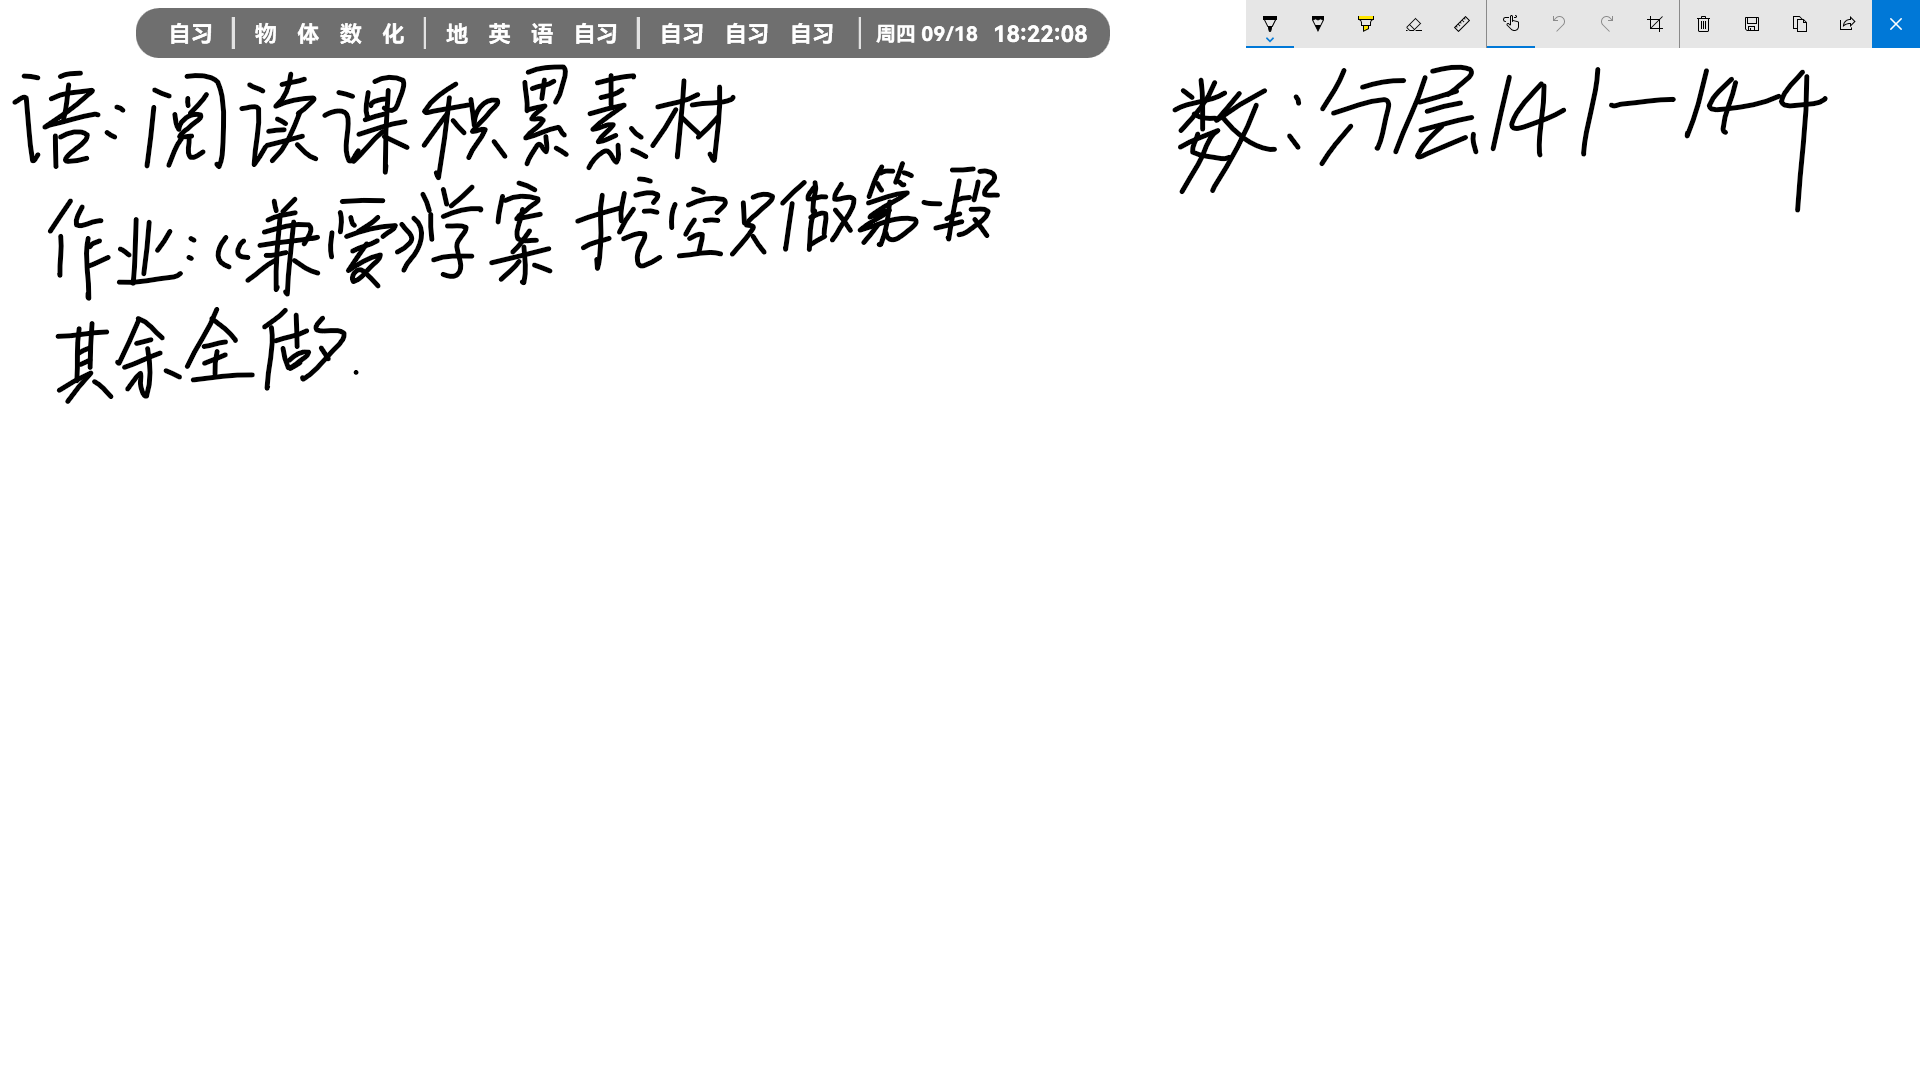 自习 | 物 体 数 化 | 地 英 语 自习 | 自习 自习 自习 | 周四 09/18 18:22:08
语:阅读课积累素材
作业:《兼爱》学案 挖空只做第一段
其余全做.
数:分层141-144